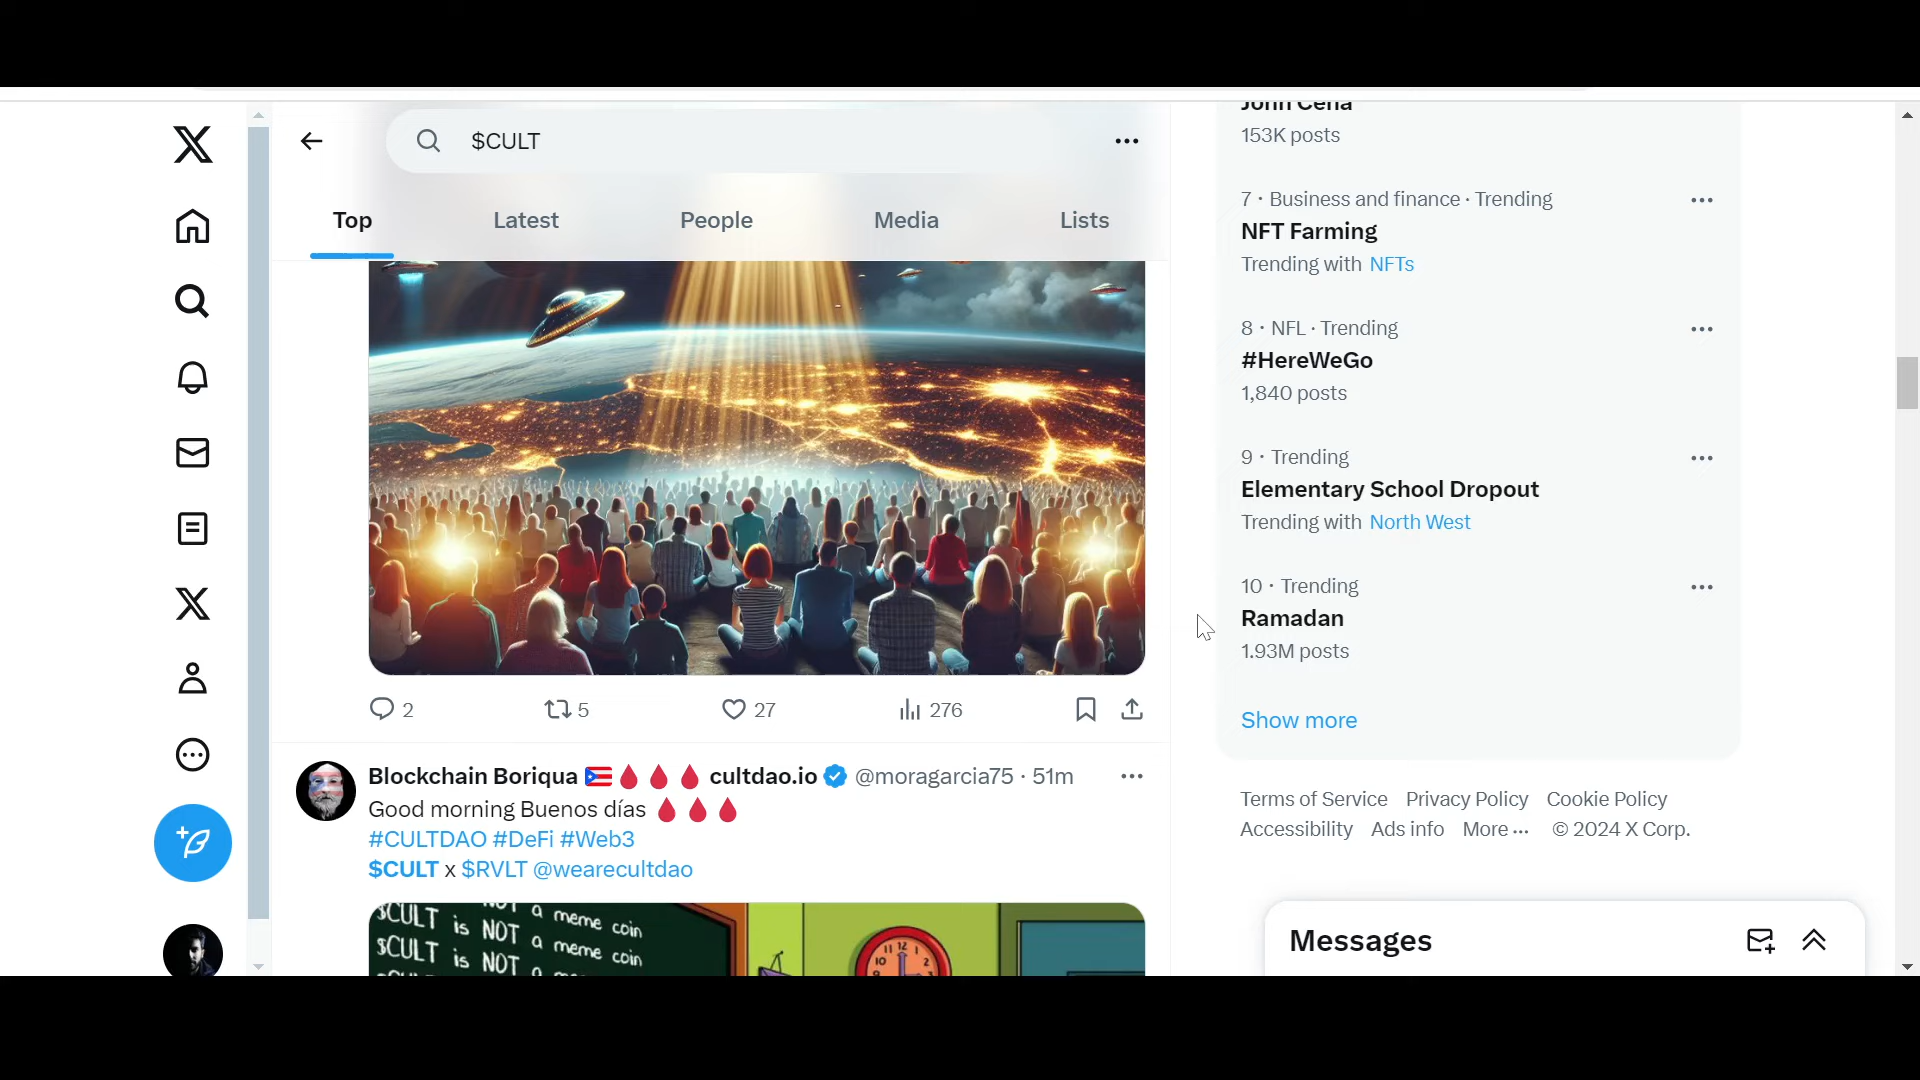 $CULT
Top
Latest
People
Media
Lists
2
5
27
276
Blockchain Boriqua 🇵🇷🩸🩸🩸 cultdao.io @moragarcia75 · 51m
Good morning Buenos días 🩸🩸🩸
#CULTDAO #DeFi #Web3
$CULT x $RVLT @wearecultdao
$CULT is NOT a meme coin
$CULT is NOT a meme coin
John Cena
153K posts
7 · Business and finance · Trending
NFT Farming
Trending with NFTs
8 · NFL · Trending
#HereWeGo
1,840 posts
9 · Trending
Elementary School Dropout
Trending with North West
10 · Trending
Ramadan
1.93M posts
Show more
Terms of Service Privacy Policy Cookie Policy
Accessibility Ads info More ··· © 2024 X Corp.
Messages